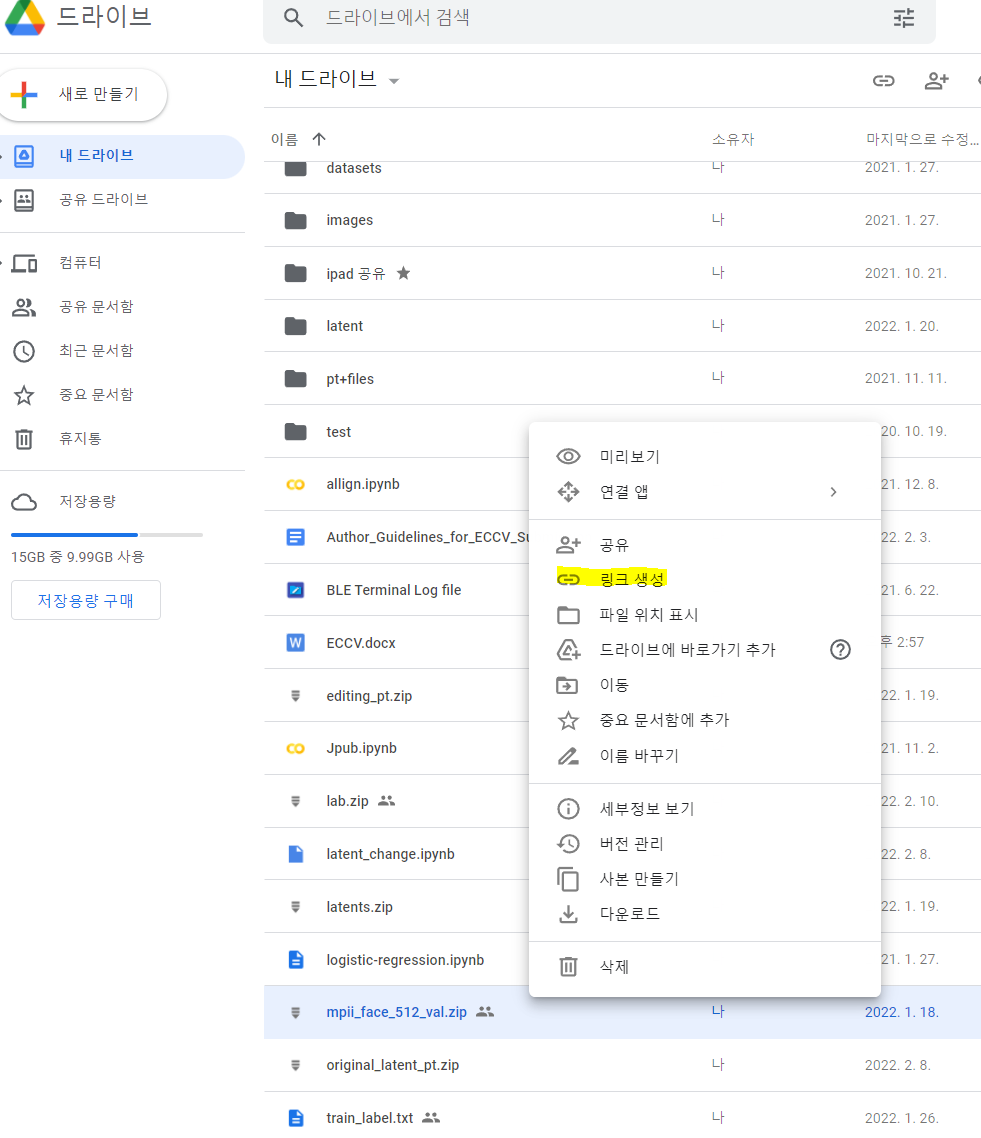 드라이브
드라이브에서 검색
새로 만들기
내 드라이브
공유 드라이브
컴퓨터
공유 문서함
최근 문서함
중요 문서함
휴지통
저장용량
15GB 중 9.99GB 사용
저장용량 구매
내 드라이브
이름 소유자 마지막으로 수정...
datasets 나 2021. 1. 27.
images 나 2021. 1. 27.
ipad 공유 나 2021. 10. 21.
latent 나 2022. 1. 20.
pt+files 나 2021. 11. 11.
test 20. 10. 19.
allign.ipynb 21. 12. 8.
Author_Guidelines_for_ECCV_Su 22. 2. 3.
BLE Terminal Log file 21. 6. 22.
ECCV.docx 후 2:57
editing_pt.zip 22. 1. 19.
Jpub.ipynb 21. 11. 2.
lab.zip 22. 2. 10.
latent_change.ipynb 22. 2. 8.
latents.zip 22. 1. 19.
logistic-regression.ipynb 21. 1. 27.
mpii_face_512_val.zip 나 2022. 1. 18.
original_latent_pt.zip 나 2022. 2. 8.
train_label.txt 나 2022. 1. 26.
미리보기
연결 앱
공유
링크 생성
파일 위치 표시
드라이브에 바로가기 추가
이동
중요 문서함에 추가
이름 바꾸기
세부정보 보기
버전 관리
사본 만들기
다운로드
삭제